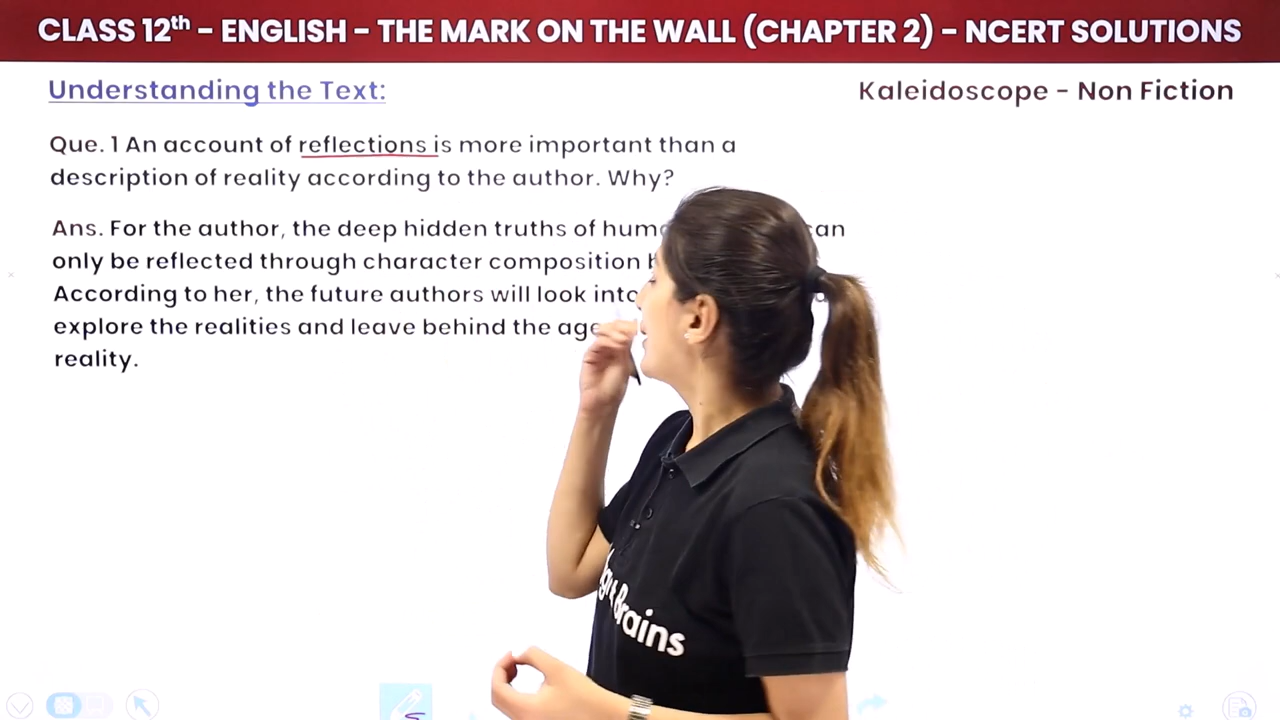 CLASS 12th - ENGLISH - THE MARK ON THE WALL (CHAPTER 2) - NCERT SOLUTIONS
Understanding the Text:
Kaleidoscope - Non Fiction
Que. 1 An account of reflections is more important than a
description of reality according to the author. Why?
Ans. For the author, the deep hidden truths of can
only be reflected through character composition
According to her, the future authors will look into
explore the realities and leave behind the
reality.
Brains